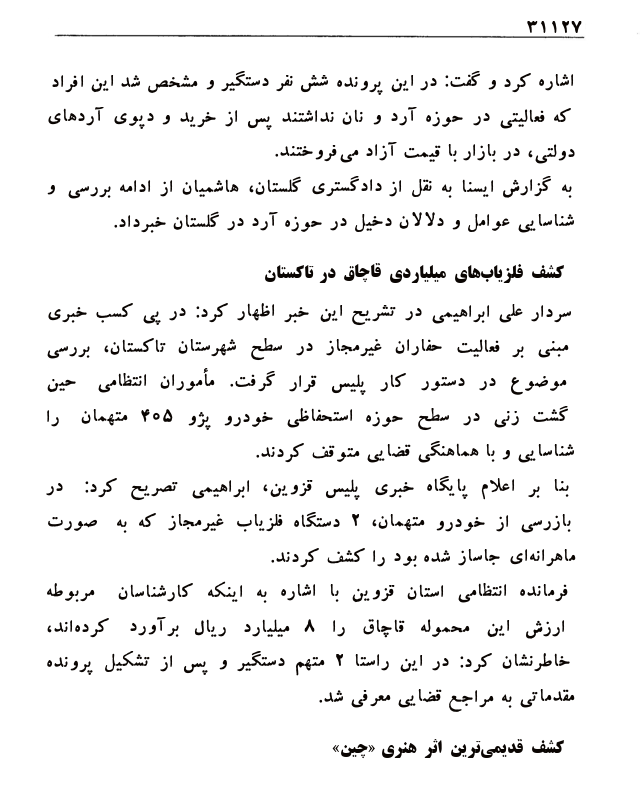 ۳۱۱۲۷
اشاره کرد و گفت: در این پرونده شش نفر دستگیر و مشخص شد این افراد
که فعالیتی در حوزه آرد و نان نداشتند پس از خرید و دپوی آردهای
دولتی، در بازار با قیمت آزاد می‌فروختند.
به گزارش ایسنا به نقل از دادگستری گلستان، هاشمیان از ادامه بررسی و
شناسایی عوامل و دلالان دخیل در حوزه آرد در گلستان خبرداد.
کشف فلزیاب‌های میلیاردی قاچاق در تاکستان
سردار علی ابراهیمی در تشریح این خبر اظهار کرد: در پی کسب خبری
مبنی بر فعالیت حفاران غیرمجاز در سطح شهرستان تاکستان، بررسی
موضوع در دستور کار پلیس قرار گرفت. مأموران انتظامی حین
گشت زنی در سطح حوزه استحفاظی خودرو پژو ۴۰۵ متهمان را
شناسایی و با هماهنگی قضایی متوقف کردند.
بنا بر اعلام پایگاه خبری پلیس قزوین، ابراهیمی تصریح کرد: در
بازرسی از خودرو متهمان، ۲ دستگاه فلزیاب غیرمجاز که به صورت
ماهرانه‌ای جاساز شده بود را کشف کردند.
فرمانده انتظامی استان قزوین با اشاره به اینکه کارشناسان مربوطه
ارزش این محموله قاچاق را ۸ میلیارد ریال برآورد کرده‌اند،
خاطرنشان کرد: در این راستا ۲ متهم دستگیر و پس از تشکیل پرونده
مقدماتی به مراجع قضایی معرفی شد.
کشف قدیمی‌ترین اثر هنری «چین»